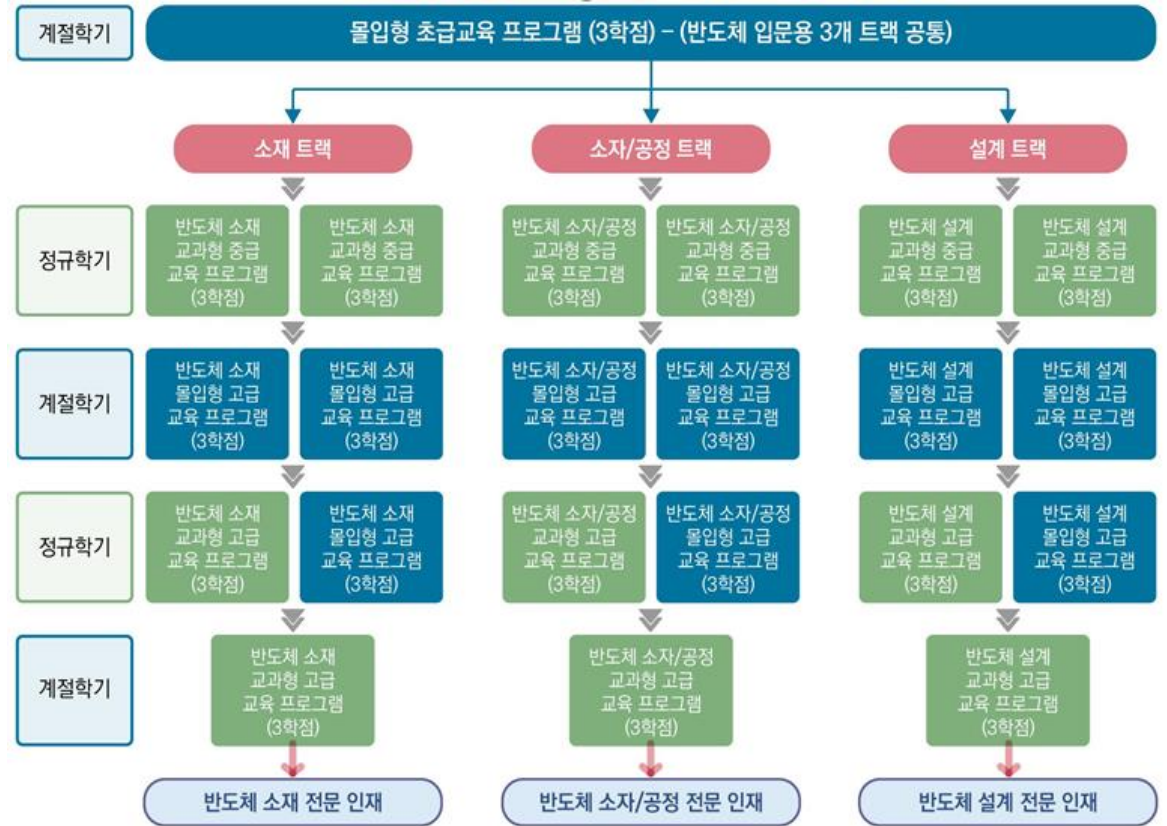 계절학기
몰입형 초급교육 프로그램 (3학점) – (반도체 입문용 3개 트랙 공통)
소재 트랙
소자/공정 트랙
설계 트랙
정규학기
반도체 소재
교과형 중급
교육 프로그램
(3학점)
반도체 소재
교과형 중급
교육 프로그램
(3학점)
반도체 소자/공정
교과형 중급
교육 프로그램
(3학점)
반도체 소자/공정
교과형 중급
교육 프로그램
(3학점)
반도체 설계
교과형 중급
교육 프로그램
(3학점)
반도체 설계
교과형 중급
교육 프로그램
(3학점)
계절학기
반도체 소재
몰입형 고급
교육 프로그램
(3학점)
반도체 소재
몰입형 고급
교육 프로그램
(3학점)
반도체 소자/공정
몰입형 고급
교육 프로그램
(3학점)
반도체 소자/공정
몰입형 고급
교육 프로그램
(3학점)
반도체 설계
몰입형 고급
교육 프로그램
(3학점)
반도체 설계
몰입형 고급
교육 프로그램
(3학점)
정규학기
반도체 소재
교과형 고급
교육 프로그램
(3학점)
반도체 소재
몰입형 고급
교육 프로그램
(3학점)
반도체 소자/공정
교과형 고급
교육 프로그램
(3학점)
반도체 소자/공정
몰입형 고급
교육 프로그램
(3학점)
반도체 설계
교과형 고급
교육 프로그램
(3학점)
반도체 설계
몰입형 고급
교육 프로그램
(3학점)
계절학기
반도체 소재
교과형 고급
교육 프로그램
(3학점)
반도체 소자/공정
교과형 고급
교육 프로그램
(3학점)
반도체 설계
교과형 고급
교육 프로그램
(3학점)
반도체 소재 전문 인재
반도체 소자/공정 전문 인재
반도체 설계 전문 인재